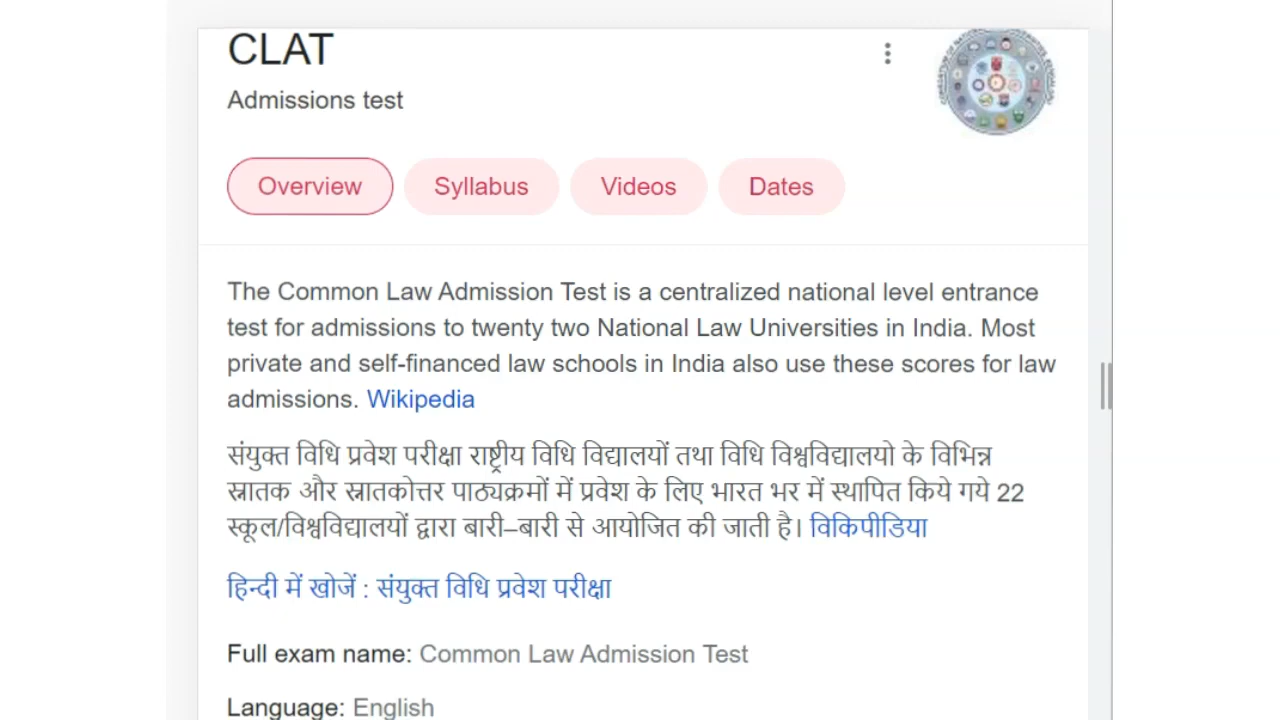 CLAT
Admissions test
Overview Syllabus Videos Dates
The Common Law Admission Test is a centralized national level entrance
test for admissions to twenty two National Law Universities in India. Most
private and self-financed law schools in India also use these scores for law
admissions. Wikipedia
संयुक्त विधि प्रवेश परीक्षा राष्ट्रीय विधि विद्यालयों तथा विधि विश्वविद्यालयो के विभिन्न
स्नातक और स्नातकोत्तर पाठ्यक्रमों में प्रवेश के लिए भारत भर में स्थापित किये गये 22
स्कूल/विश्वविद्यालयों द्वारा बारी–बारी से आयोजित की जाती है। विकिपीडिया
हिन्दी में खोजें : संयुक्त विधि प्रवेश परीक्षा
Full exam name: Common Law Admission Test
Language: English